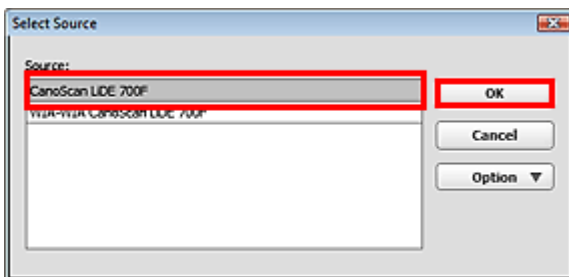 Select Source
Source:
CanoScan LiDE 700F
OK
WIA-WIA CanoScan LiDE 700F
Cancel
Option